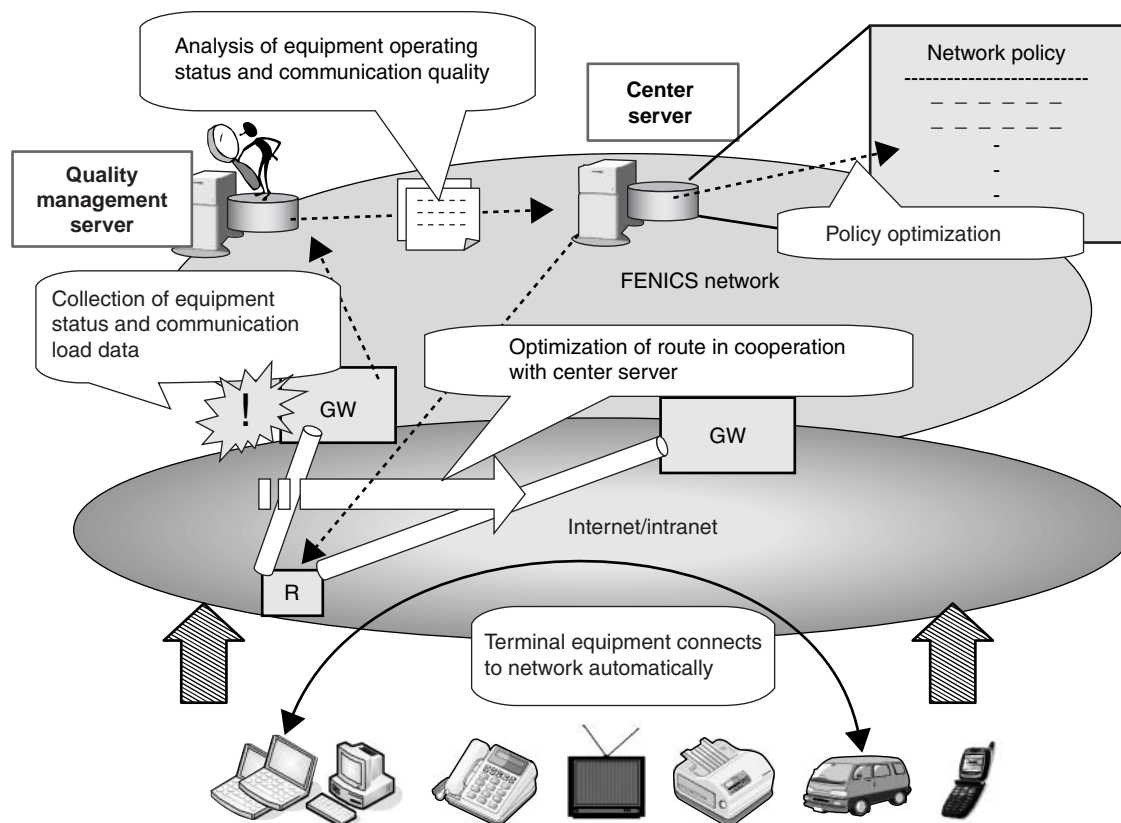 Analysis of equipment operating
status and communication quality
Center
server
Network policy
Quality
management
server
Policy optimization
FENICS network
Collection of equipment
status and communication
load data
Optimization of route in cooperation
with center server
!
GW
GW
Internet/intranet
R
Terminal equipment connects
to network automatically